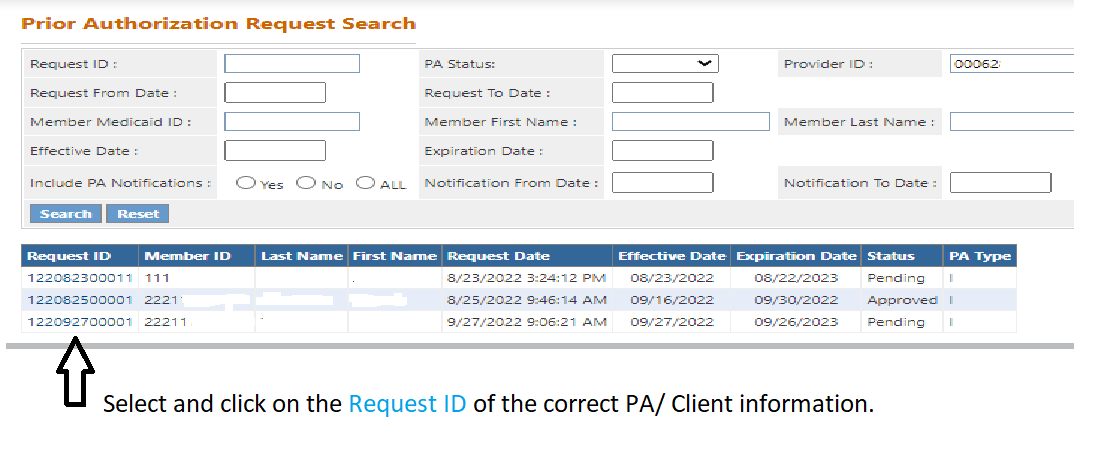 Prior Authorization Request Search
Request ID : PA Status: Provider ID : 00062
Request From Date : Request To Date :
Member Medicaid ID : Member First Name : Member Last Name :
Effective Date : Expiration Date :
Include PA Notifications : Yes No ALL Notification From Date : Notification To Date :
Search Reset
Request ID Member ID Last Name First Name Request Date Effective Date Expiration Date Status PA Type
122082300011 111 8/23/2022 3:24:12 PM 08/23/2022 08/22/2023 Pending I
122082500001 2221 8/25/2022 9:46:14 AM 09/16/2022 09/30/2022 Approved I
122092700001 22211 9/27/2022 9:06:21 AM 09/27/2022 09/26/2023 Pending I
Select and click on the Request ID of the correct PA/ Client information.